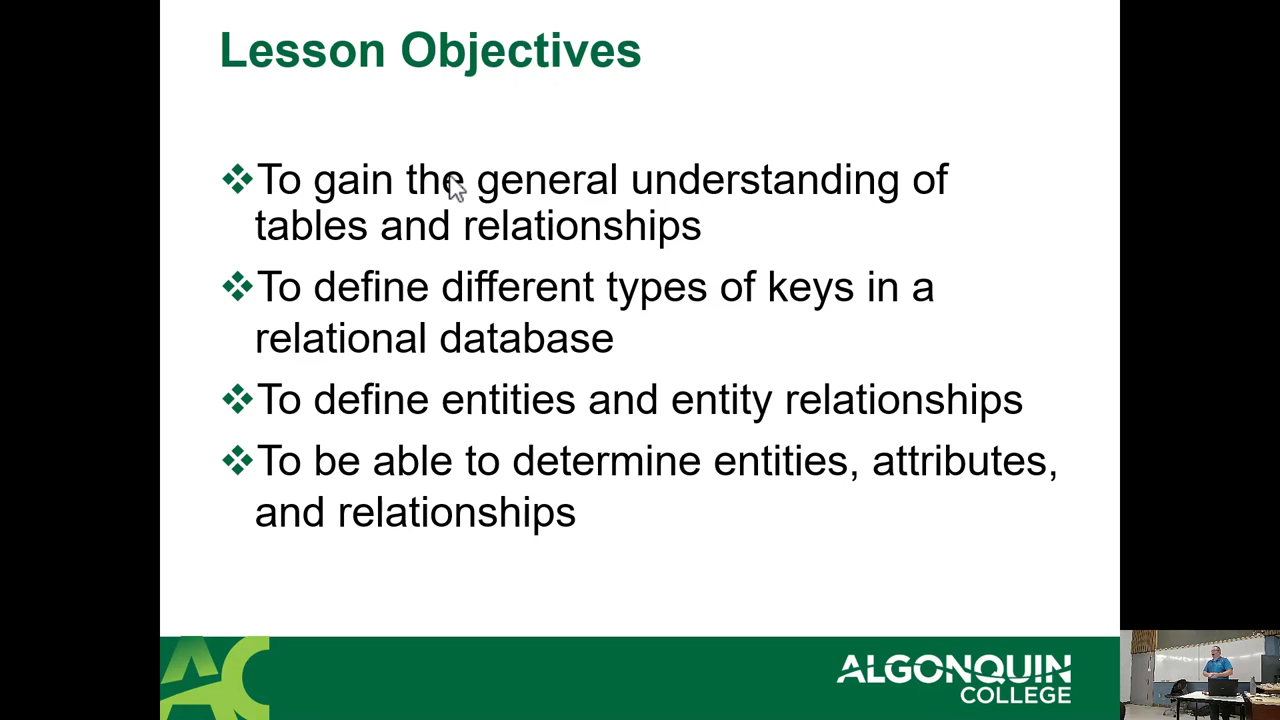 Lesson Objectives
To gain the general understanding of
tables and relationships
To define different types of keys in a
relational database
To define entities and entity relationships
To be able to determine entities, attributes,
and relationships
AC
ALGONQUIN
COLLEGE